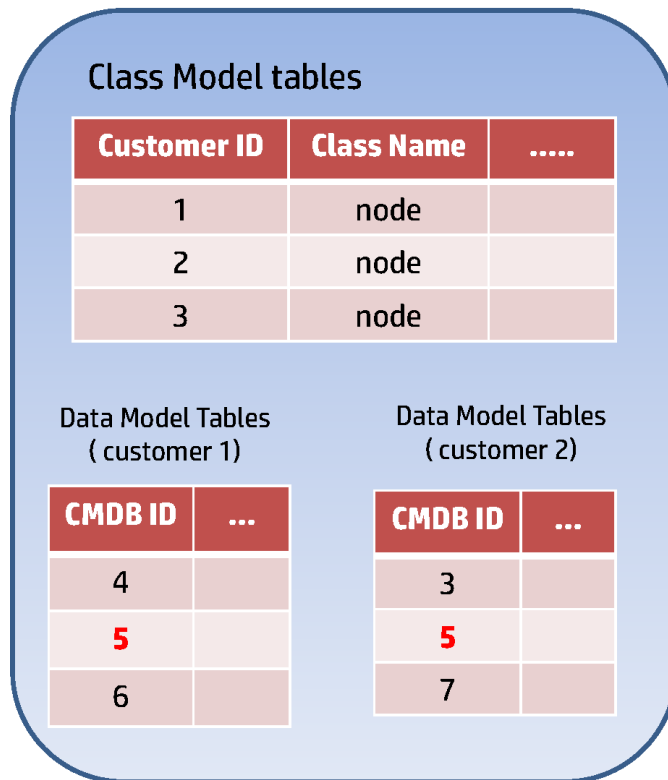 Class Model tables
Customer ID Class Name .....
1 node
2 node
3 node
Data Model Tables
( customer 1)
CMDB ID ...
4
5
6
Data Model Tables
( customer 2)
CMDB ID ...
3
5
7